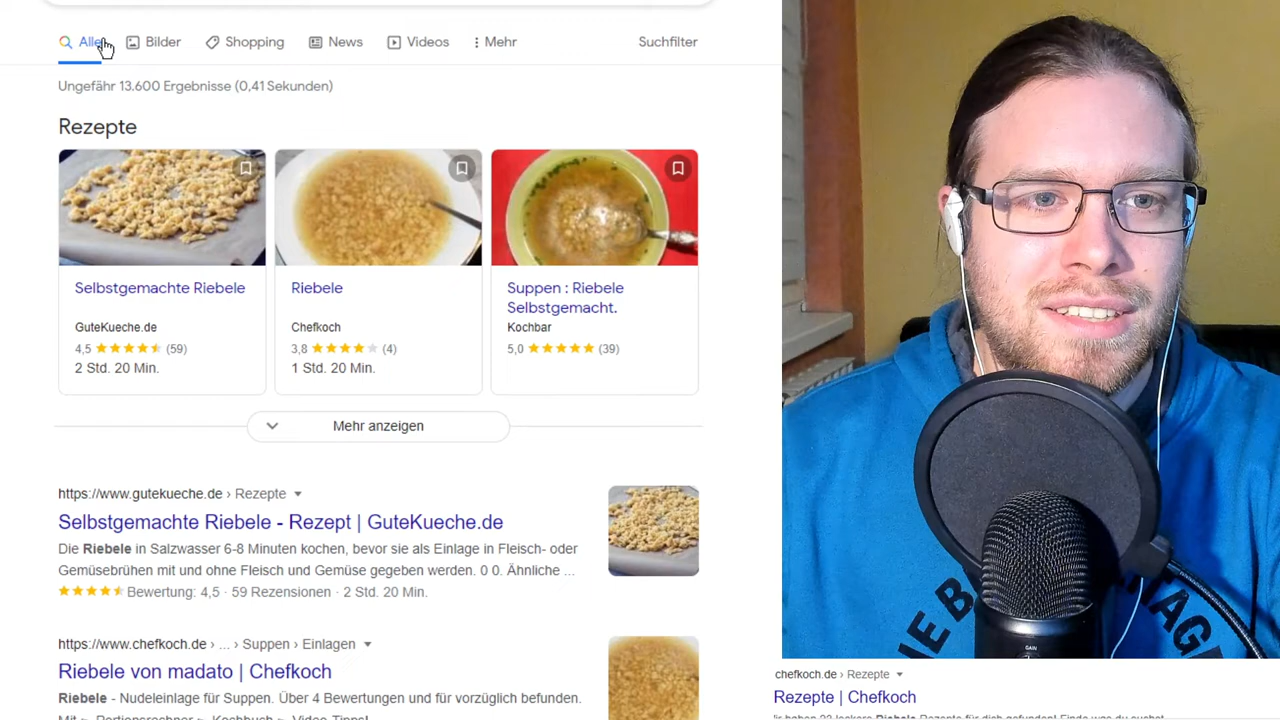 Alle Bilder Shopping News Videos Mehr Suchfilter
Ungefähr 13.600 Ergebnisse (0,41 Sekunden)
Rezepte
Selbstgemachte Riebele
GuteKueche.de
4,5 (59)
2 Std. 20 Min.
Riebele
Chefkoch
3,8 (4)
1 Std. 20 Min.
Suppen : Riebele
Selbstgemacht.
Kochbar
5,0 (39)
Mehr anzeigen
https://www.gutekueche.de › Rezepte
Selbstgemachte Riebele - Rezept | GuteKueche.de
Die Riebele in Salzwasser 6-8 Minuten kochen, bevor sie als Einlage in Fleisch- oder
Gemüsebrühen mit und ohne Fleisch und Gemüse gegeben werden. 0 0. Ähnliche ...
Bewertung: 4,5 · 59 Rezensionen · 2 Std. 20 Min.
https://www.chefkoch.de › ... › Suppen › Einlagen
Riebele von madato | Chefkoch
Riebele - Nudeleinlage für Suppen. Über 4 Bewertungen und für vorzüglich befunden.
GAIN
chefkoch.de › Rezepte
Rezepte | Chefkoch